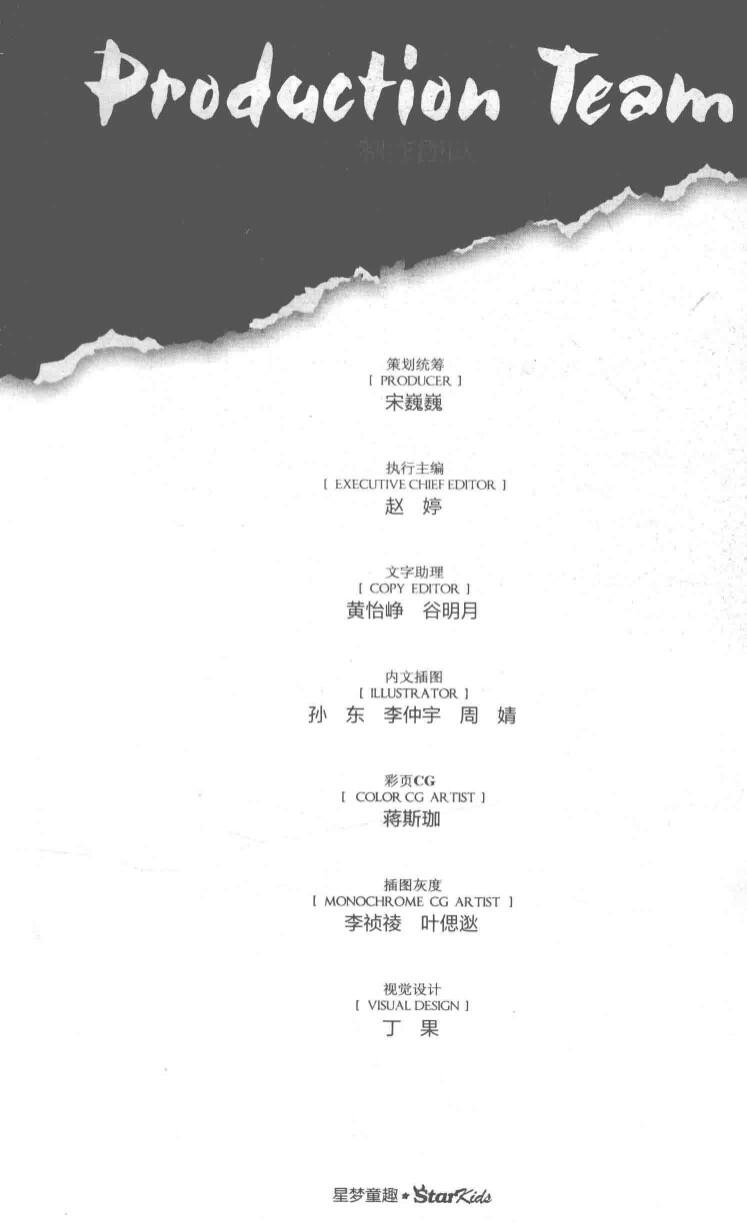 Production Team
制作团队
策划统筹
[ PRODUCER ]
宋巍巍
执行主编
[ EXECUTIVE CHIEF EDITOR ]
赵　婷
文字助理
[ COPY EDITOR ]
黄怡峥　谷明月
内文插图
[ ILLUSTRATOR ]
孙　东　李仲宇　周　婧
彩页CG
[ COLOR CG ARTIST ]
蒋斯珈
插图灰度
[ MONOCHROME CG ARTIST ]
李祯祾　叶偲逖
视觉设计
[ VISUAL DESIGN ]
丁　果
星梦童趣★StarKids